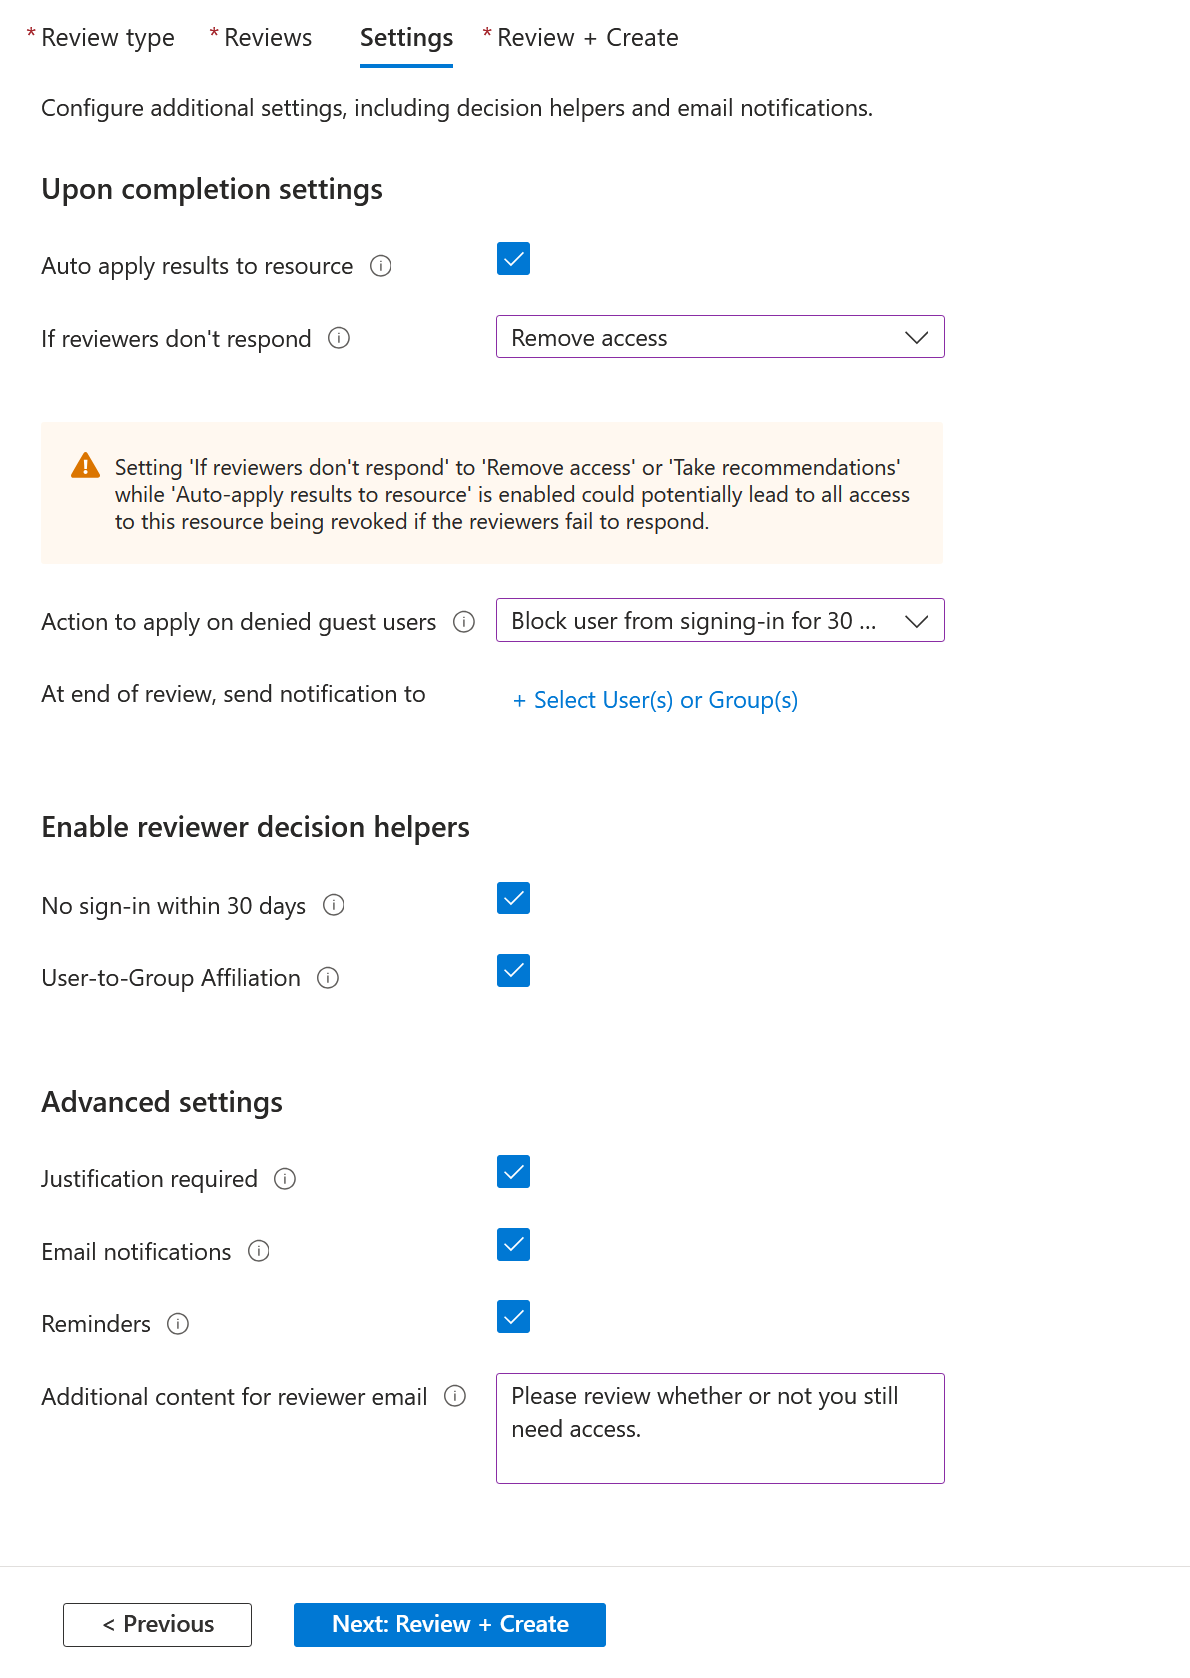 * Review type * Reviews Settings * Review + Create
Configure additional settings, including decision helpers and email notifications.
Upon completion settings
Auto apply results to resource
If reviewers don't respond
Remove access
Setting 'If reviewers don't respond' to 'Remove access' or 'Take recommendations'
while 'Auto-apply results to resource' is enabled could potentially lead to all access
to this resource being revoked if the reviewers fail to respond.
Action to apply on denied guest users
Block user from signing-in for 30 ...
At end of review, send notification to
+ Select User(s) or Group(s)
Enable reviewer decision helpers
No sign-in within 30 days
User-to-Group Affiliation
Advanced settings
Justification required
Email notifications
Reminders
Additional content for reviewer email
Please review whether or not you still
need access.
< Previous
Next: Review + Create